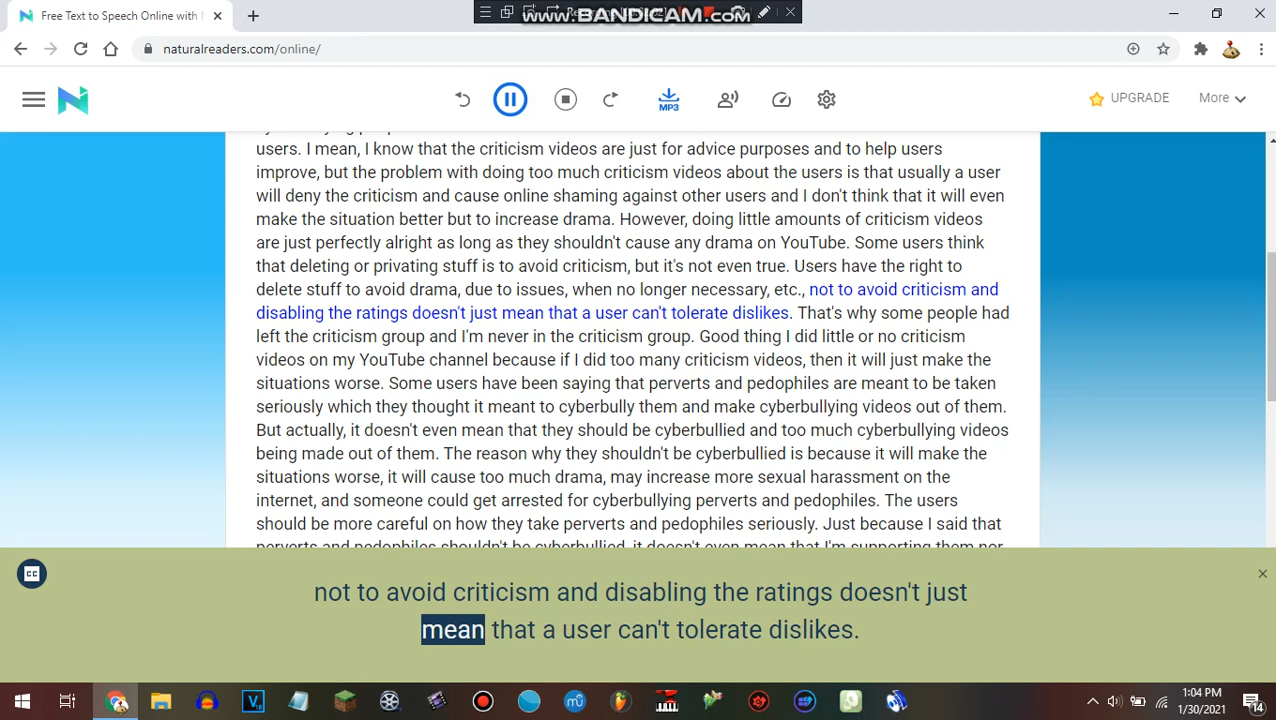 Free Text to Speech Online with N
www.BANDICAM.com
naturalreaders.com/online/
MP3
UPGRADE
More
users. I mean, I know that the criticism videos are just for advice purposes and to help users
improve, but the problem with doing too much criticism videos about the users is that usually a user
will deny the criticism and cause online shaming against other users and I don't think that it will even
make the situation better but to increase drama. However, doing little amounts of criticism videos
are just perfectly alright as long as they shouldn't cause any drama on YouTube. Some users think
that deleting or privating stuff is to avoid criticism, but it's not even true. Users have the right to
delete stuff to avoid drama, due to issues, when no longer necessary, etc., not to avoid criticism and
disabling the ratings doesn't just mean that a user can't tolerate dislikes. That's why some people had
left the criticism group and I'm never in the criticism group. Good thing I did little or no criticism
videos on my YouTube channel because if I did too many criticism videos, then it will just make the
situations worse. Some users have been saying that perverts and pedophiles are meant to be taken
seriously which they thought it meant to cyberbully them and make cyberbullying videos out of them.
But actually, it doesn't even mean that they should be cyberbullied and too much cyberbullying videos
being made out of them. The reason why they shouldn't be cyberbullied is because it will make the
situations worse, it will cause too much drama, may increase more sexual harassment on the
internet, and someone could get arrested for cyberbullying perverts and pedophiles. The users
should be more careful on how they take perverts and pedophiles seriously. Just because I said that
perverts and pedophiles shouldn't be cyberbullied, it doesn't even mean that I'm supporting them nor
CC
not to avoid criticism and disabling the ratings doesn't just
mean that a user can't tolerate dislikes.
1:04 PM
1/30/2021
14